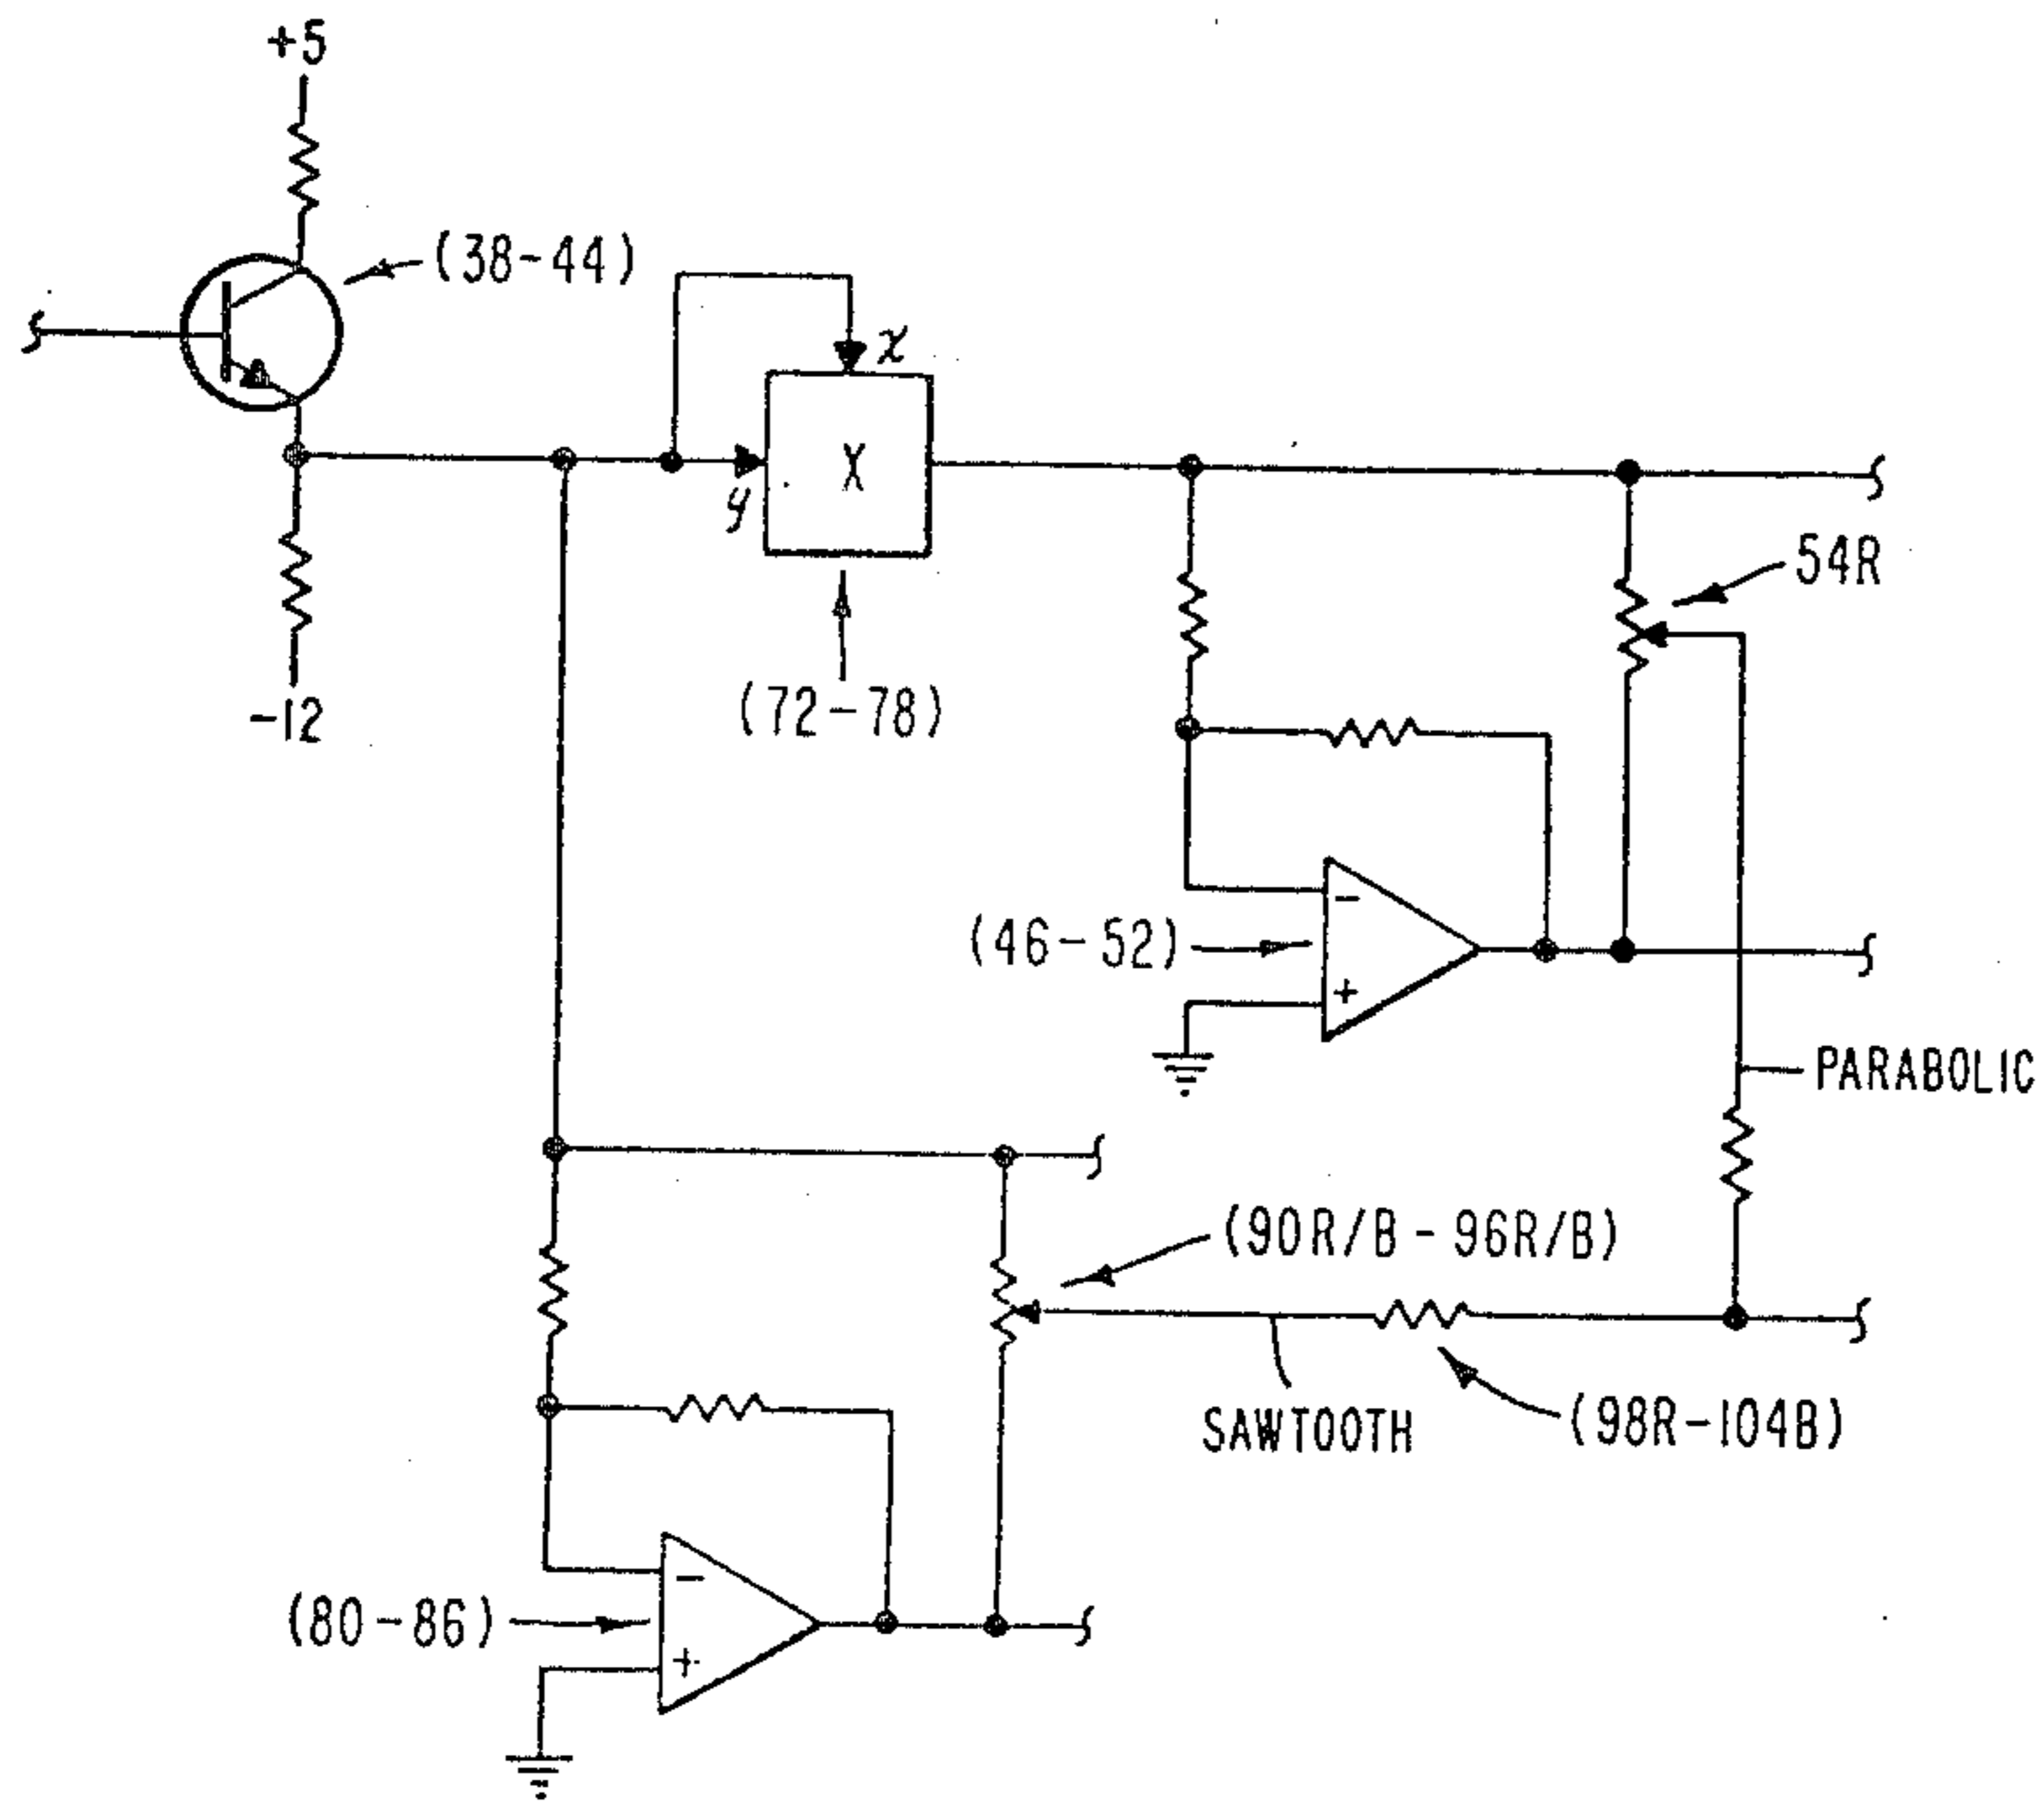 +5
(38-44)
x
y
X
54R
(72-78)
-12
-
(46-52)
+
PARABOLIC
(90R/B - 96R/B)
SAWTOOTH
(98R-104B)
-
(80-86)
+